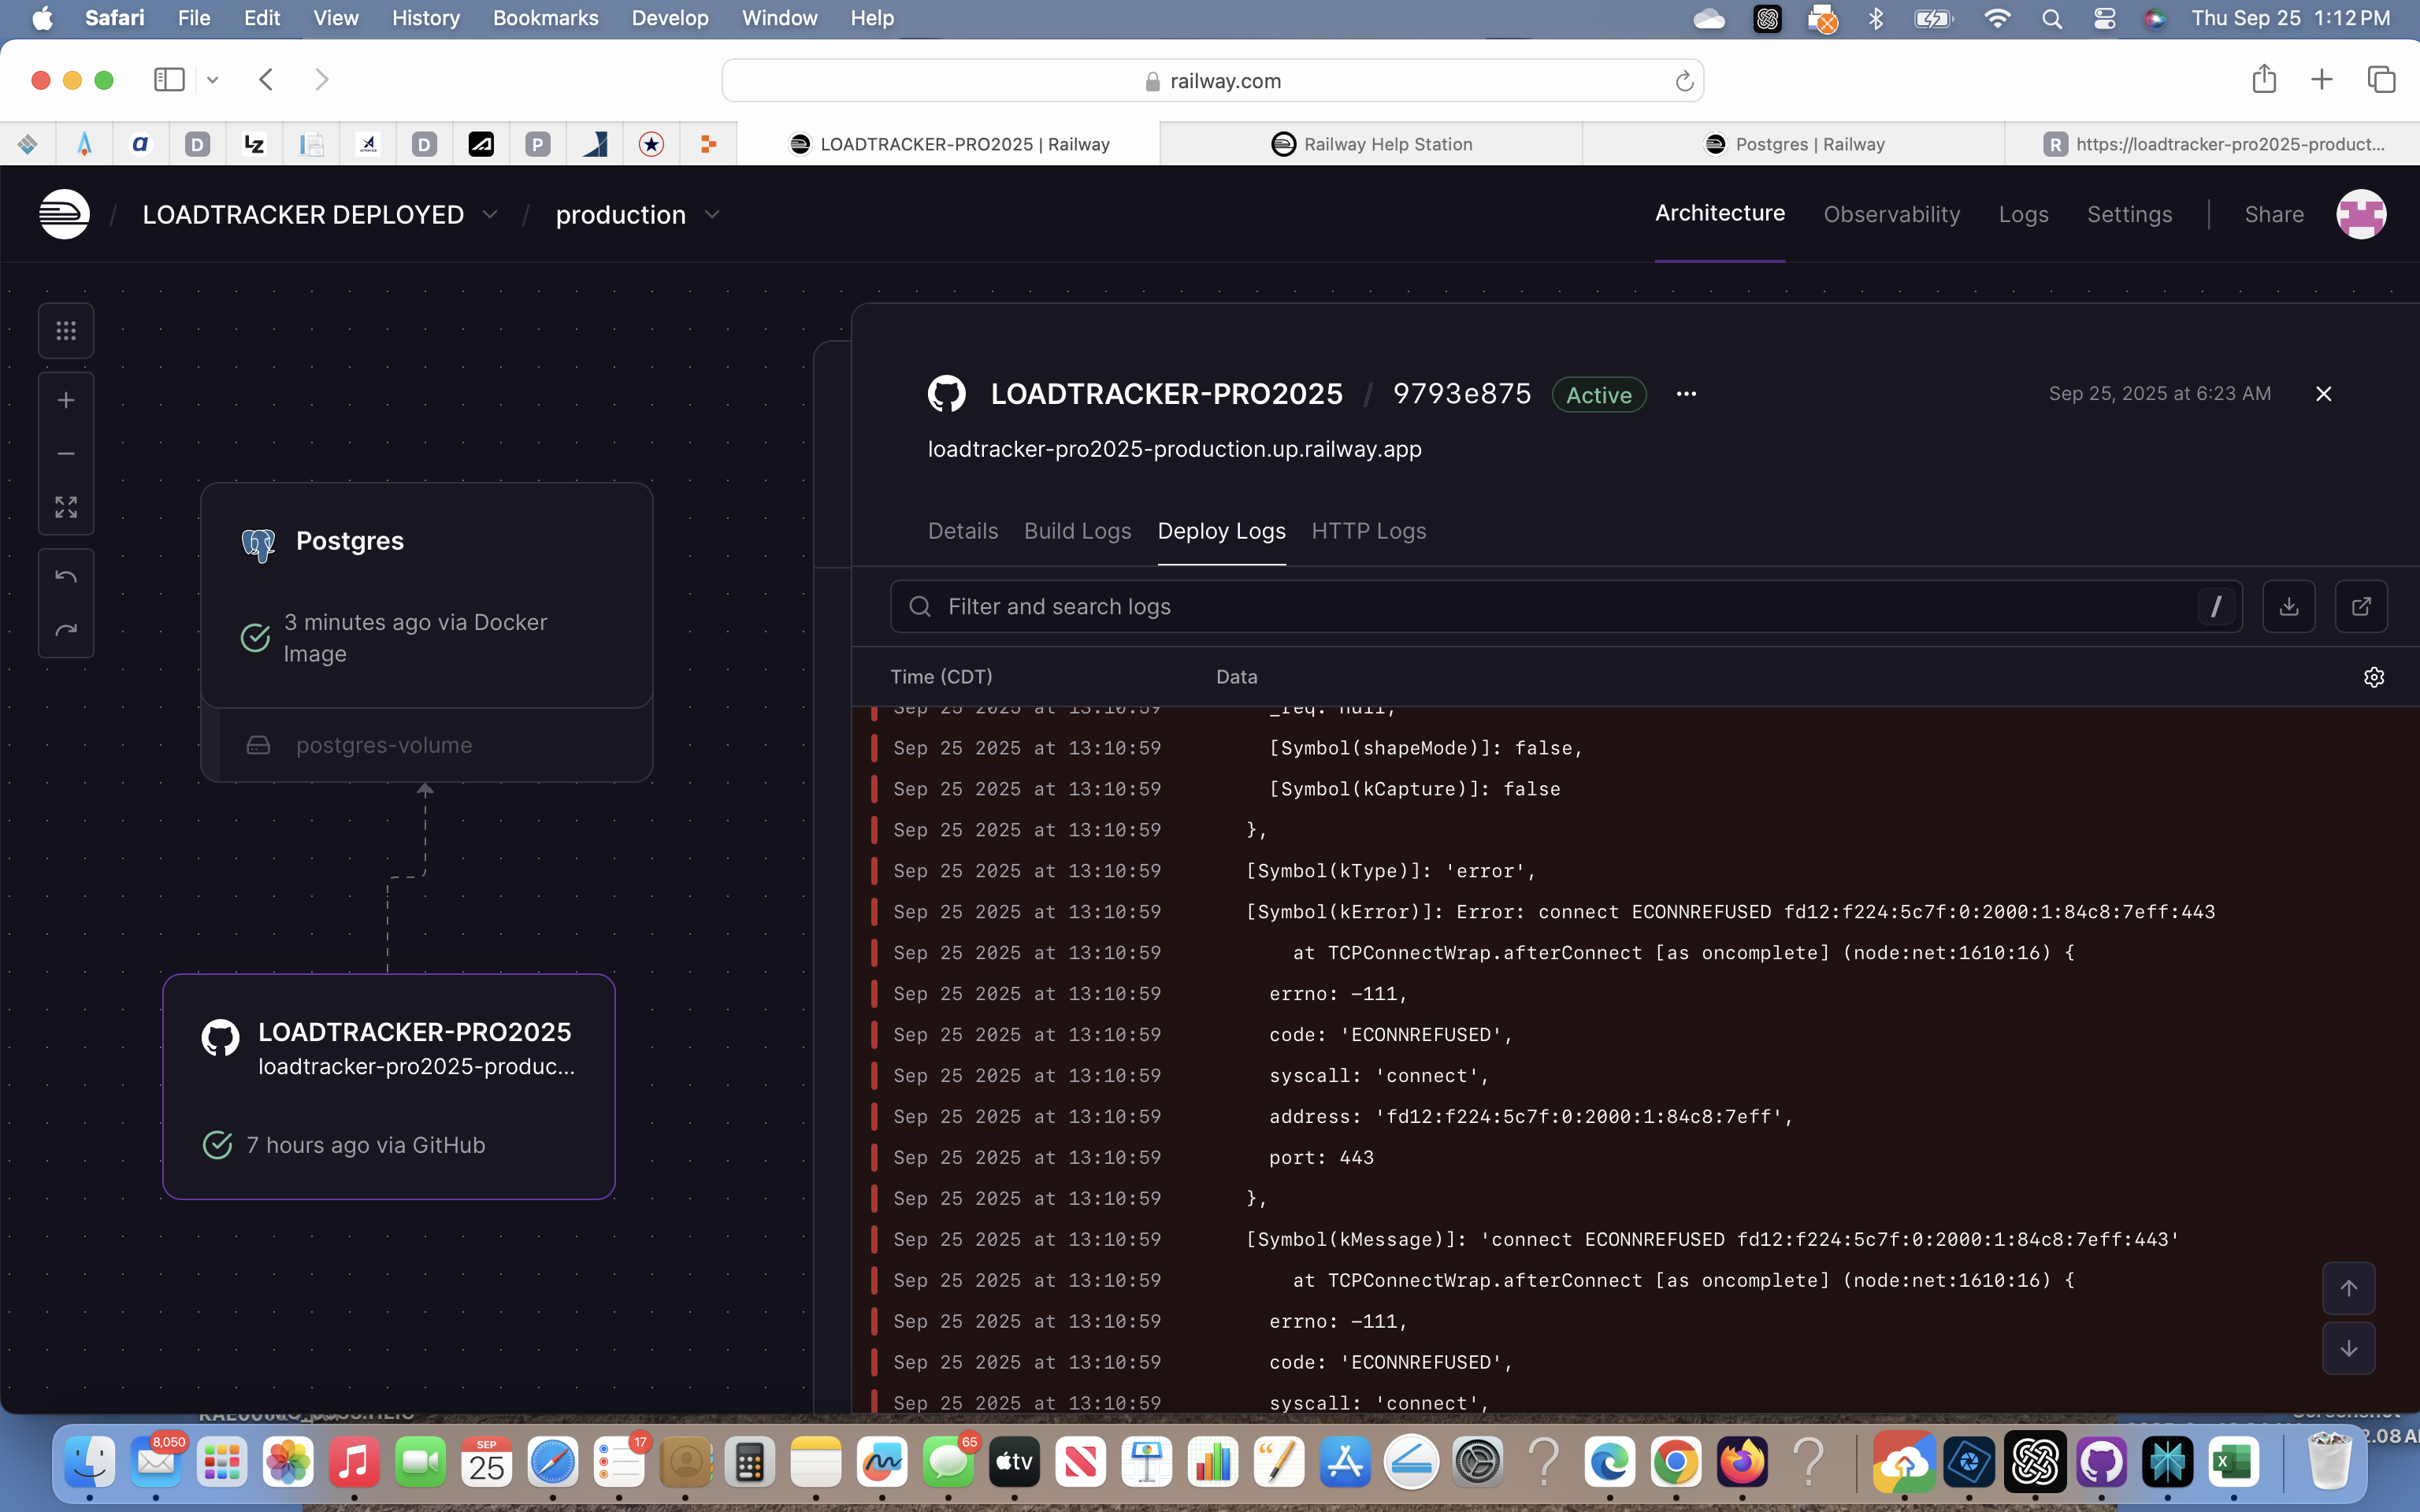 Safari File Edit View History Bookmarks Develop Window Help Thu Sep 25 1:12 PM
railway.com
a D LZ D P LOADTRACKER-PRO2025 | Railway Railway Help Station Postgres | Railway R https://loadtracker-pro2025-product...
/ LOADTRACKER DEPLOYED / production Architecture Observability Logs Settings Share
LOADTRACKER-PRO2025 / 9793e875 Active ... Sep 25, 2025 at 6:23 AM
loadtracker-pro2025-production.up.railway.app
Details Build Logs Deploy Logs HTTP Logs
Filter and search logs /
Time (CDT) Data
Sep 25 2025 at 13:10:59 _req: null,
Sep 25 2025 at 13:10:59 [Symbol(shapeMode)]: false,
Sep 25 2025 at 13:10:59 [Symbol(kCapture)]: false
Sep 25 2025 at 13:10:59 },
Sep 25 2025 at 13:10:59 [Symbol(kType)]: 'error',
Sep 25 2025 at 13:10:59 [Symbol(kError)]: Error: connect ECONNREFUSED fd12:f224:5c7f:0:2000:1:84c8:7eff:443
Sep 25 2025 at 13:10:59 at TCPConnectWrap.afterConnect [as oncomplete] (node:net:1610:16) {
Sep 25 2025 at 13:10:59 errno: -111,
Sep 25 2025 at 13:10:59 code: 'ECONNREFUSED',
Sep 25 2025 at 13:10:59 syscall: 'connect',
Sep 25 2025 at 13:10:59 address: 'fd12:f224:5c7f:0:2000:1:84c8:7eff',
Sep 25 2025 at 13:10:59 port: 443
Sep 25 2025 at 13:10:59 },
Sep 25 2025 at 13:10:59 [Symbol(kMessage)]: 'connect ECONNREFUSED fd12:f224:5c7f:0:2000:1:84c8:7eff:443'
Sep 25 2025 at 13:10:59 at TCPConnectWrap.afterConnect [as oncomplete] (node:net:1610:16) {
Sep 25 2025 at 13:10:59 errno: -111,
Sep 25 2025 at 13:10:59 code: 'ECONNREFUSED',
Sep 25 2025 at 13:10:59 syscall: 'connect',
Postgres
3 minutes ago via Docker
Image
postgres-volume
LOADTRACKER-PRO2025
loadtracker-pro2025-produc...
7 hours ago via GitHub
8,050 SEP 25 17 65 tv